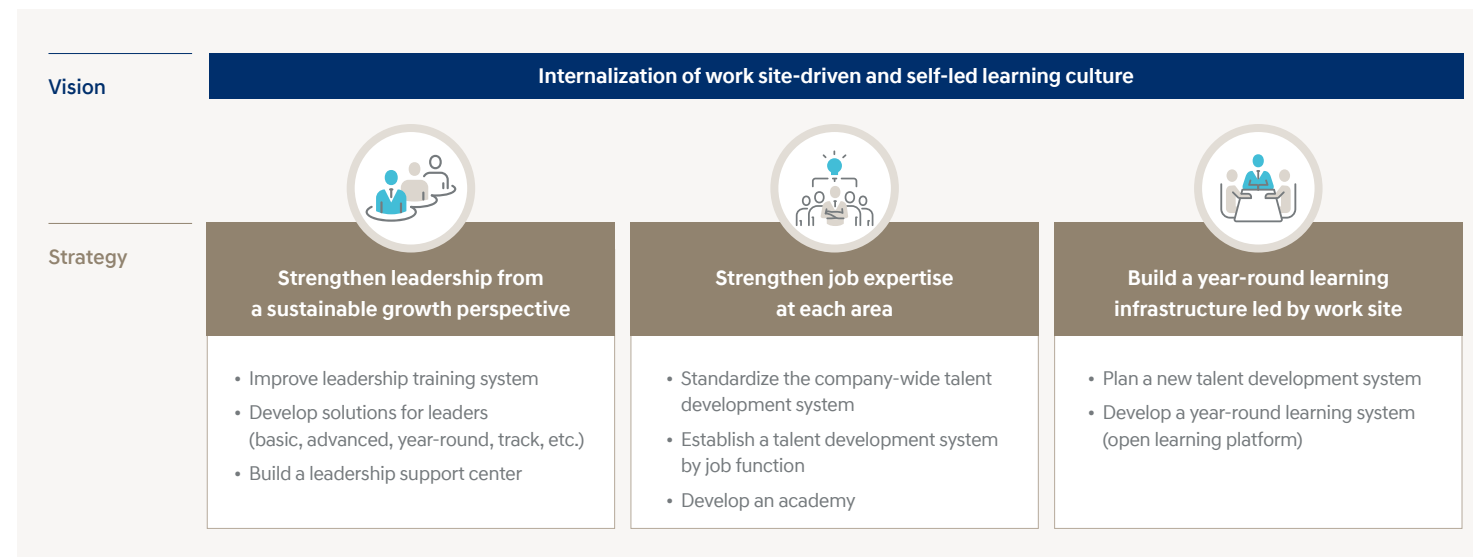 Vision
Internalization of work site-driven and self-led learning culture
Strategy
Strengthen leadership from
a sustainable growth perspective
• Improve leadership training system
• Develop solutions for leaders
(basic, advanced, year-round, track, etc.)
• Build a leadership support center
Strengthen job expertise
at each area
• Standardize the company-wide talent
development system
• Establish a talent development system
by job function
• Develop an academy
Build a year-round learning
infrastructure led by work site
• Plan a new talent development system
• Develop a year-round learning system
(open learning platform)